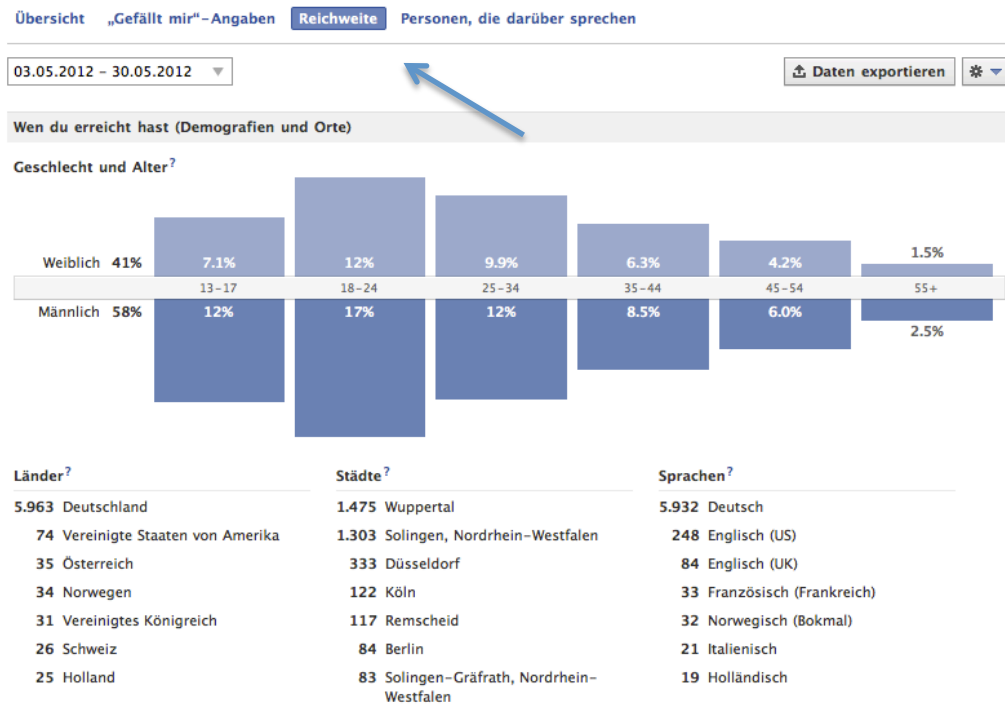 Übersicht „Gefällt mir“-Angaben Reichweite Personen, die darüber sprechen
03.05.2012 - 30.05.2012 Daten exportieren
Wen du erreicht hast (Demografien und Orte)
Geschlecht und Alter?
Weiblich 41% 7.1% 12% 9.9% 6.3% 4.2% 1.5%
13-17 18-24 25-34 35-44 45-54 55+
Männlich 58% 12% 17% 12% 8.5% 6.0% 2.5%
Länder?
5.963 Deutschland
74 Vereinigte Staaten von Amerika
35 Österreich
34 Norwegen
31 Vereinigtes Königreich
26 Schweiz
25 Holland
Städte?
1.475 Wuppertal
1.303 Solingen, Nordrhein-Westfalen
333 Düsseldorf
122 Köln
117 Remscheid
84 Berlin
83 Solingen-Gräfrath, Nordrhein-
Westfalen
Sprachen?
5.932 Deutsch
248 Englisch (US)
84 Englisch (UK)
33 Französisch (Frankreich)
32 Norwegisch (Bokmal)
21 Italienisch
19 Holländisch